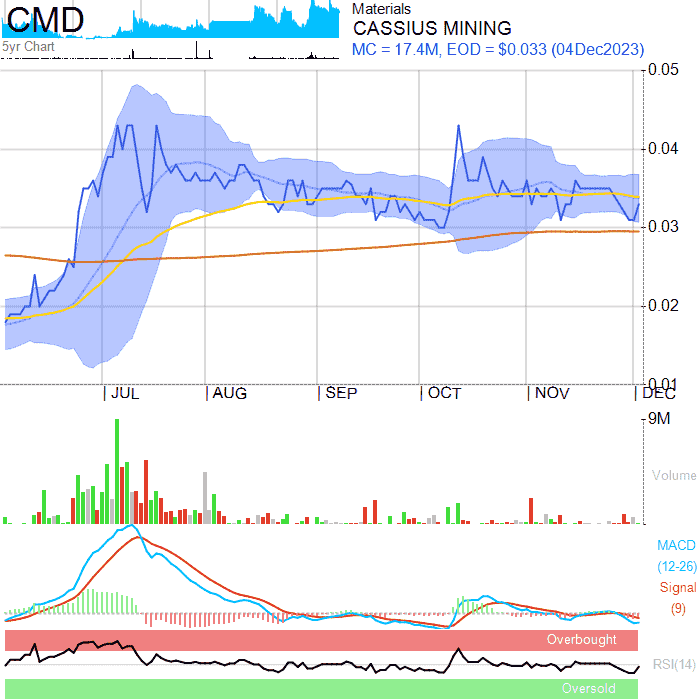 CMD
5yr Chart
Materials
CASSIUS MINING
MC = 17.4M, EOD = $0.033 (04Dec2023)
0.05
0.04
0.03
0.02
0.01
JUL AUG SEP OCT NOV DEC
9M
Volume
MACD
(12-26)
Signal
(9)
Overbought
RSI(14)
Oversold